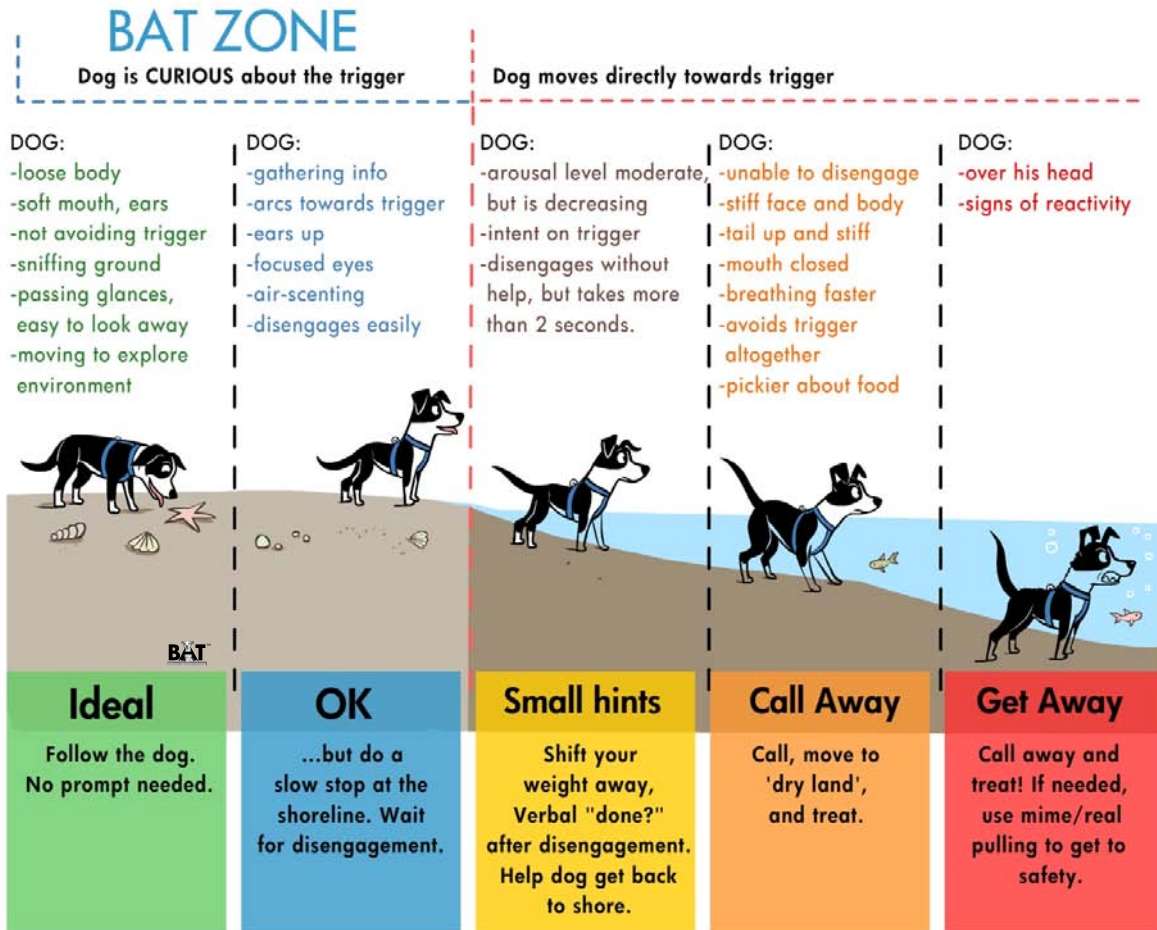 BAT ZONE
Dog is CURIOUS about the trigger
Dog moves directly towards trigger
DOG:
-loose body
-soft mouth, ears
-not avoiding trigger
-sniffing ground
-passing glances,
easy to look away
-moving to explore
environment
DOG:
-gathering info
-arcs towards trigger
-ears up
-focused eyes
-air-scenting
-disengages easily
DOG:
-arousal level moderate,
but is decreasing
-intent on trigger
-disengages without
help, but takes more
than 2 seconds.
DOG:
-unable to disengage
-stiff face and body
-tail up and stiff
-mouth closed
-breathing faster
-avoids trigger
altogether
-pickier about food
DOG:
-over his head
-signs of reactivity
BAT
Ideal
Follow the dog.
No prompt needed.
OK
...but do a
slow stop at the
shoreline. Wait
for disengagement.
Small hints
Shift your
weight away,
Verbal "done?"
after disengagement.
Help dog get back
to shore.
Call Away
Call, move to
'dry land',
and treat.
Get Away
Call away and
treat! If needed,
use mime/real
pulling to get to
safety.